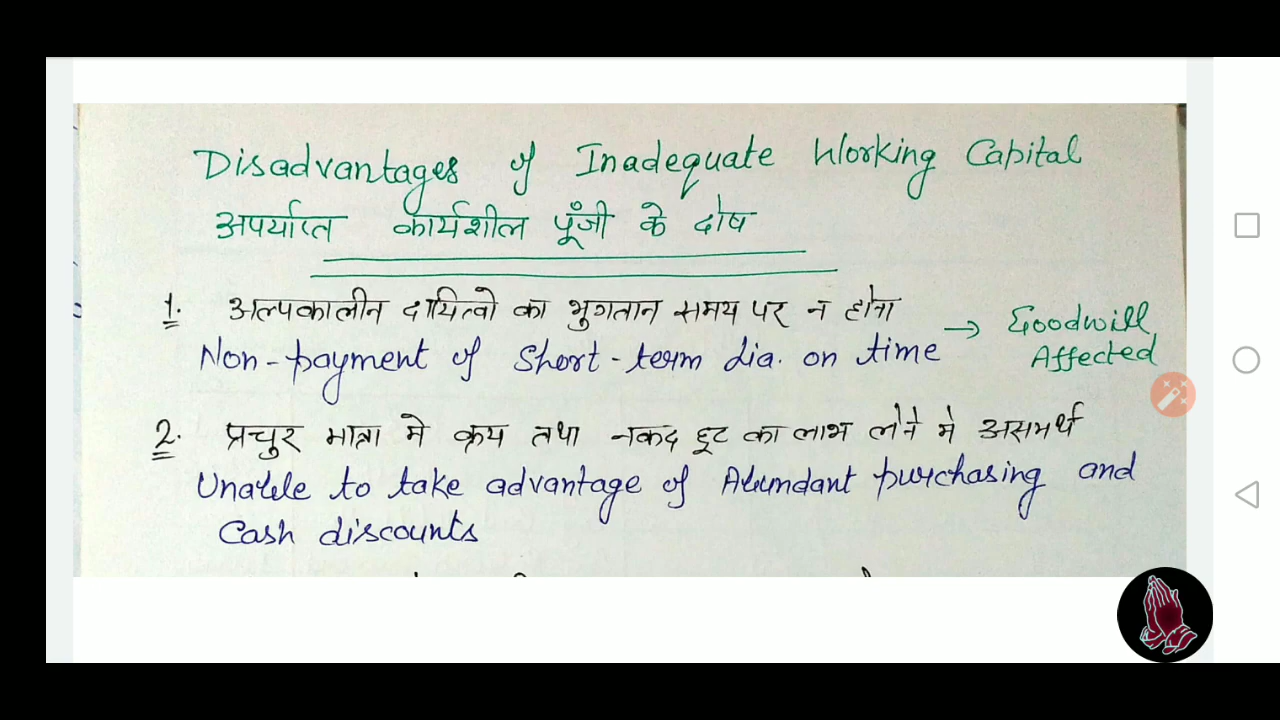 Disadvantages of Inadequate Working Capital
अपर्याप्त कार्यशील पूँजी के दोष
1. अल्पकालीन दायित्वो का भुगतान समय पर न होना
Non-payment of Short-term Lia. on time → Goodwill Affected
2. प्रचुर मात्रा मे क्रय तथा नकद छूट का लाभ लेने मे असमर्थ
Unable to take advantage of Abundant purchasing and
Cash discounts